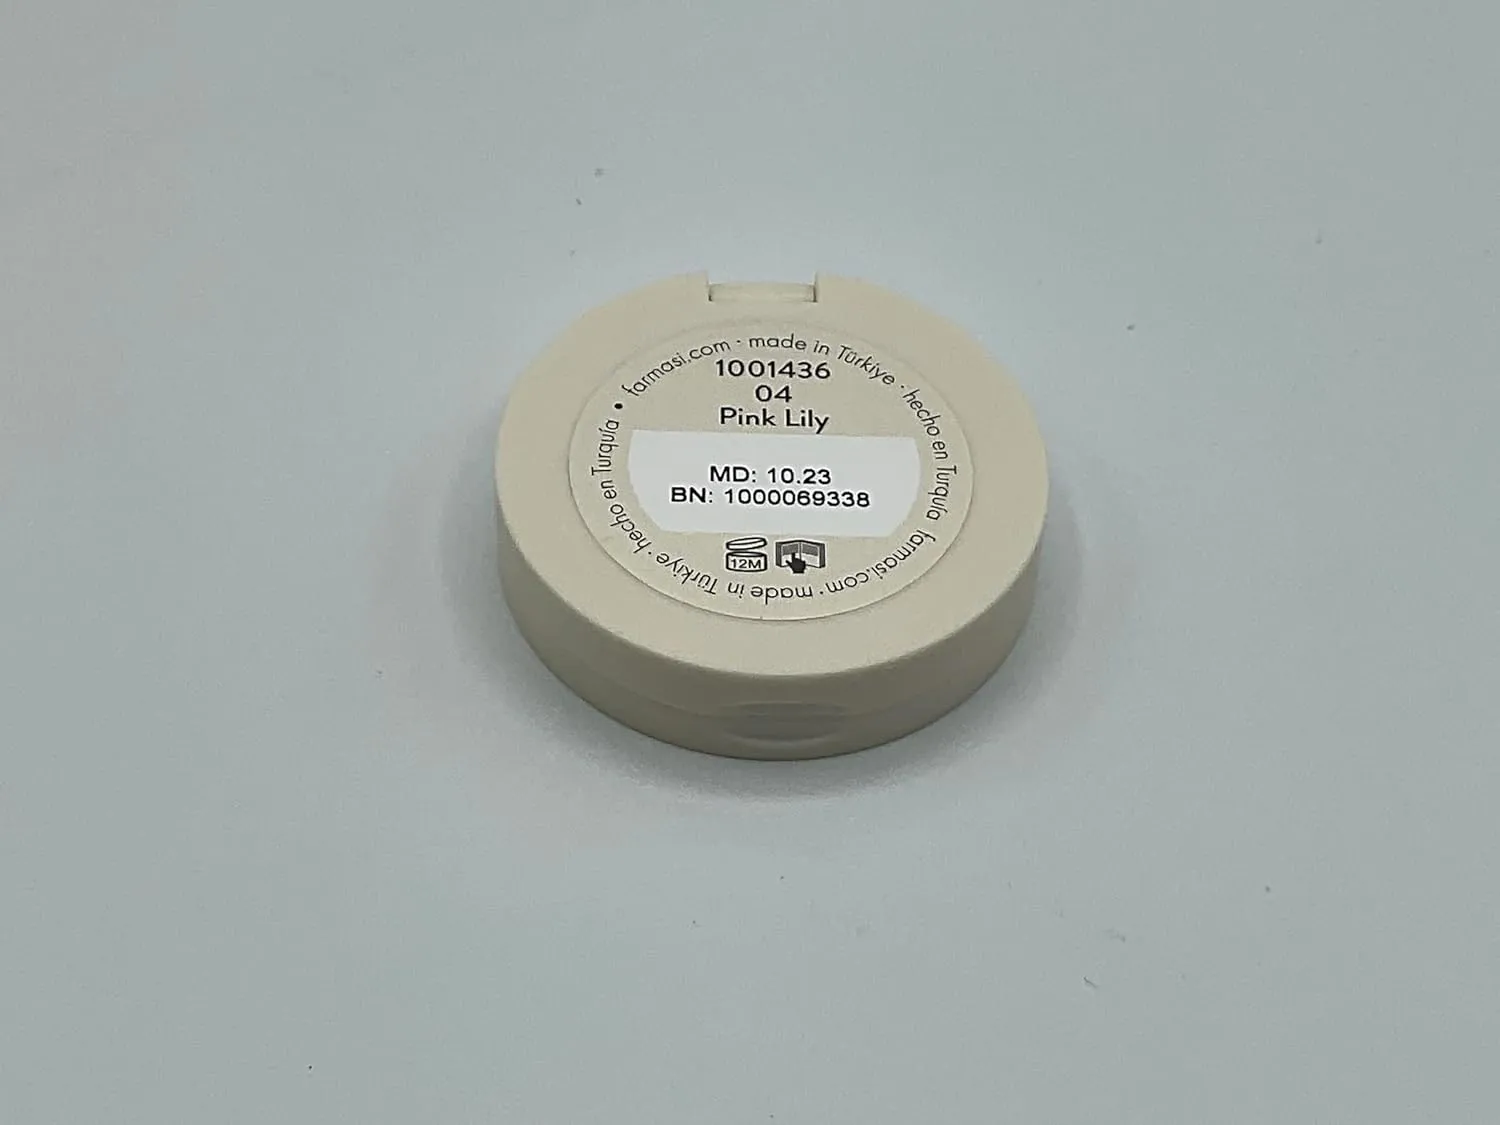 farmasi.com · made in Türkiye · hecho en Turquía
farmasi.com · made in Türkiye · hecho en Turquía •
1001436
04
Pink Lily
MD: 10.23
BN: 1000069338
12M